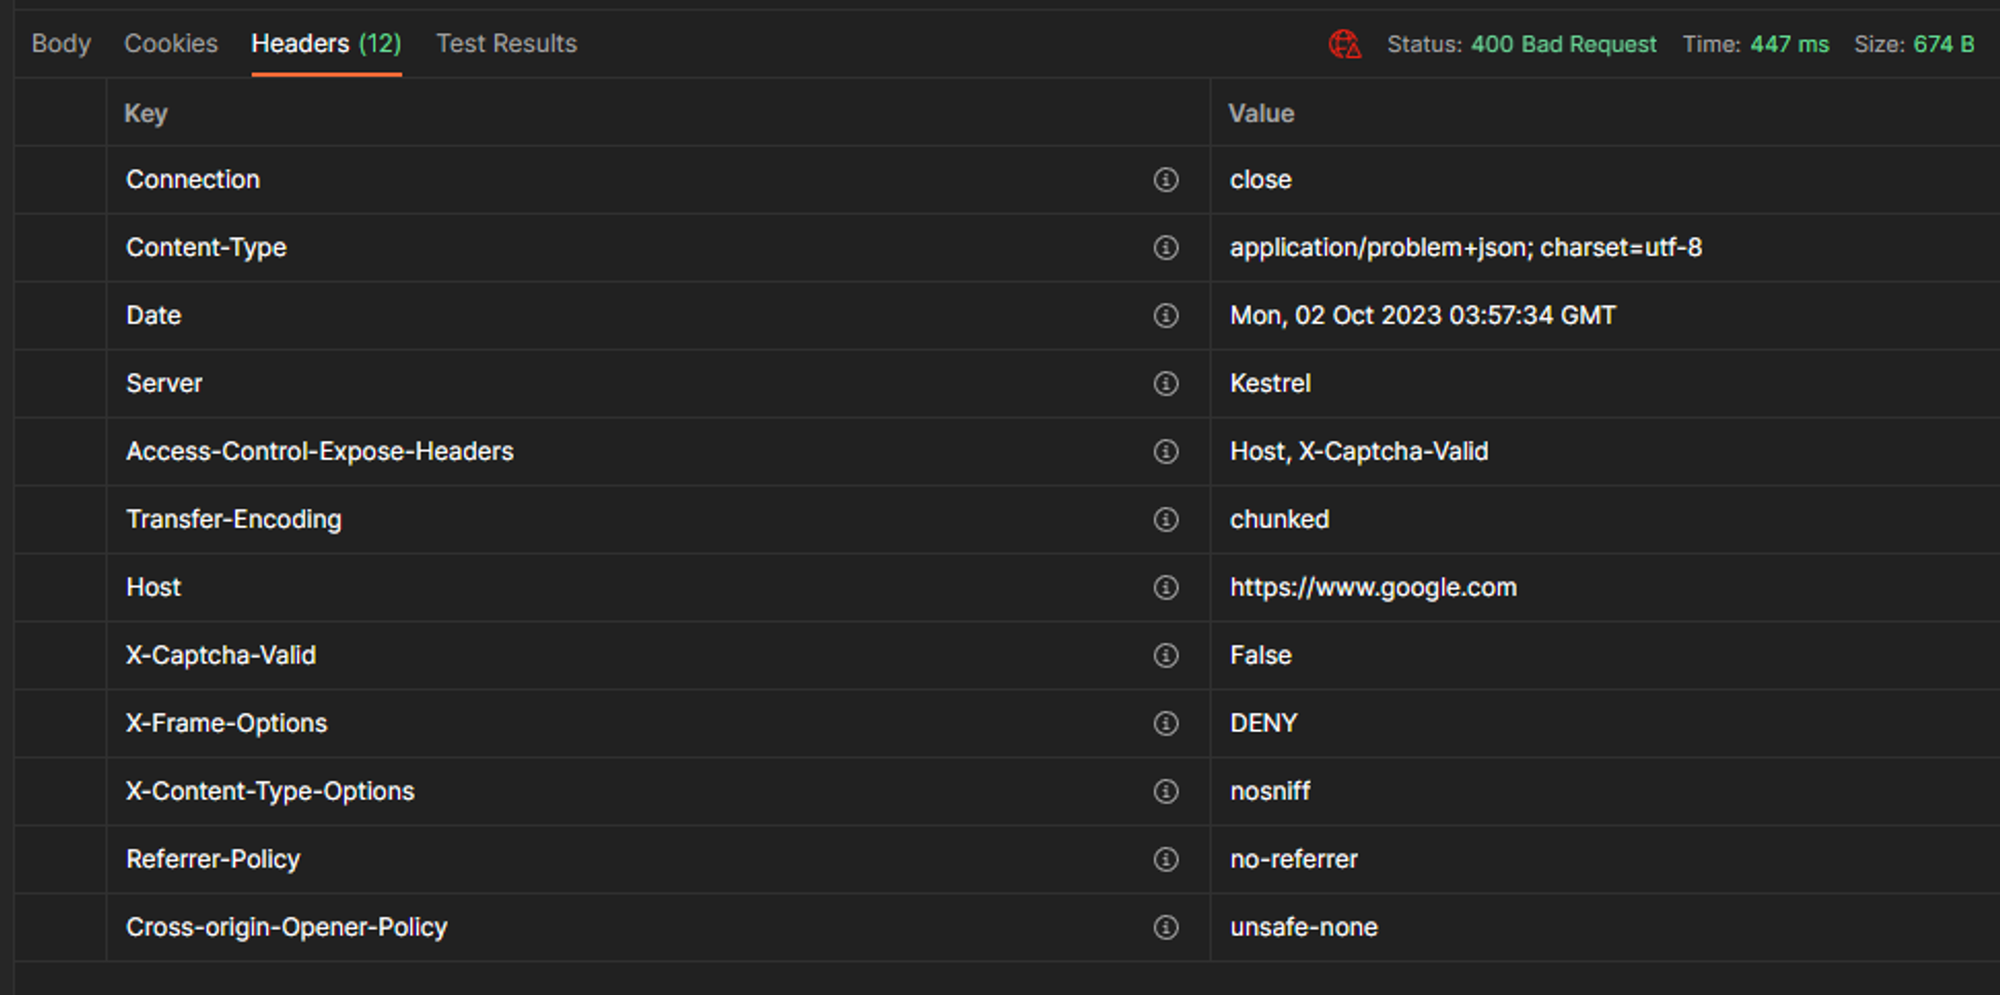 Body Cookies Headers (12) Test Results Status: 400 Bad Request Time: 447 ms Size: 674 B
Key Value
Connection close
Content-Type application/problem+json; charset=utf-8
Date Mon, 02 Oct 2023 03:57:34 GMT
Server Kestrel
Access-Control-Expose-Headers Host, X-Captcha-Valid
Transfer-Encoding chunked
Host https://www.google.com
X-Captcha-Valid False
X-Frame-Options DENY
X-Content-Type-Options nosniff
Referrer-Policy no-referrer
Cross-origin-Opener-Policy unsafe-none